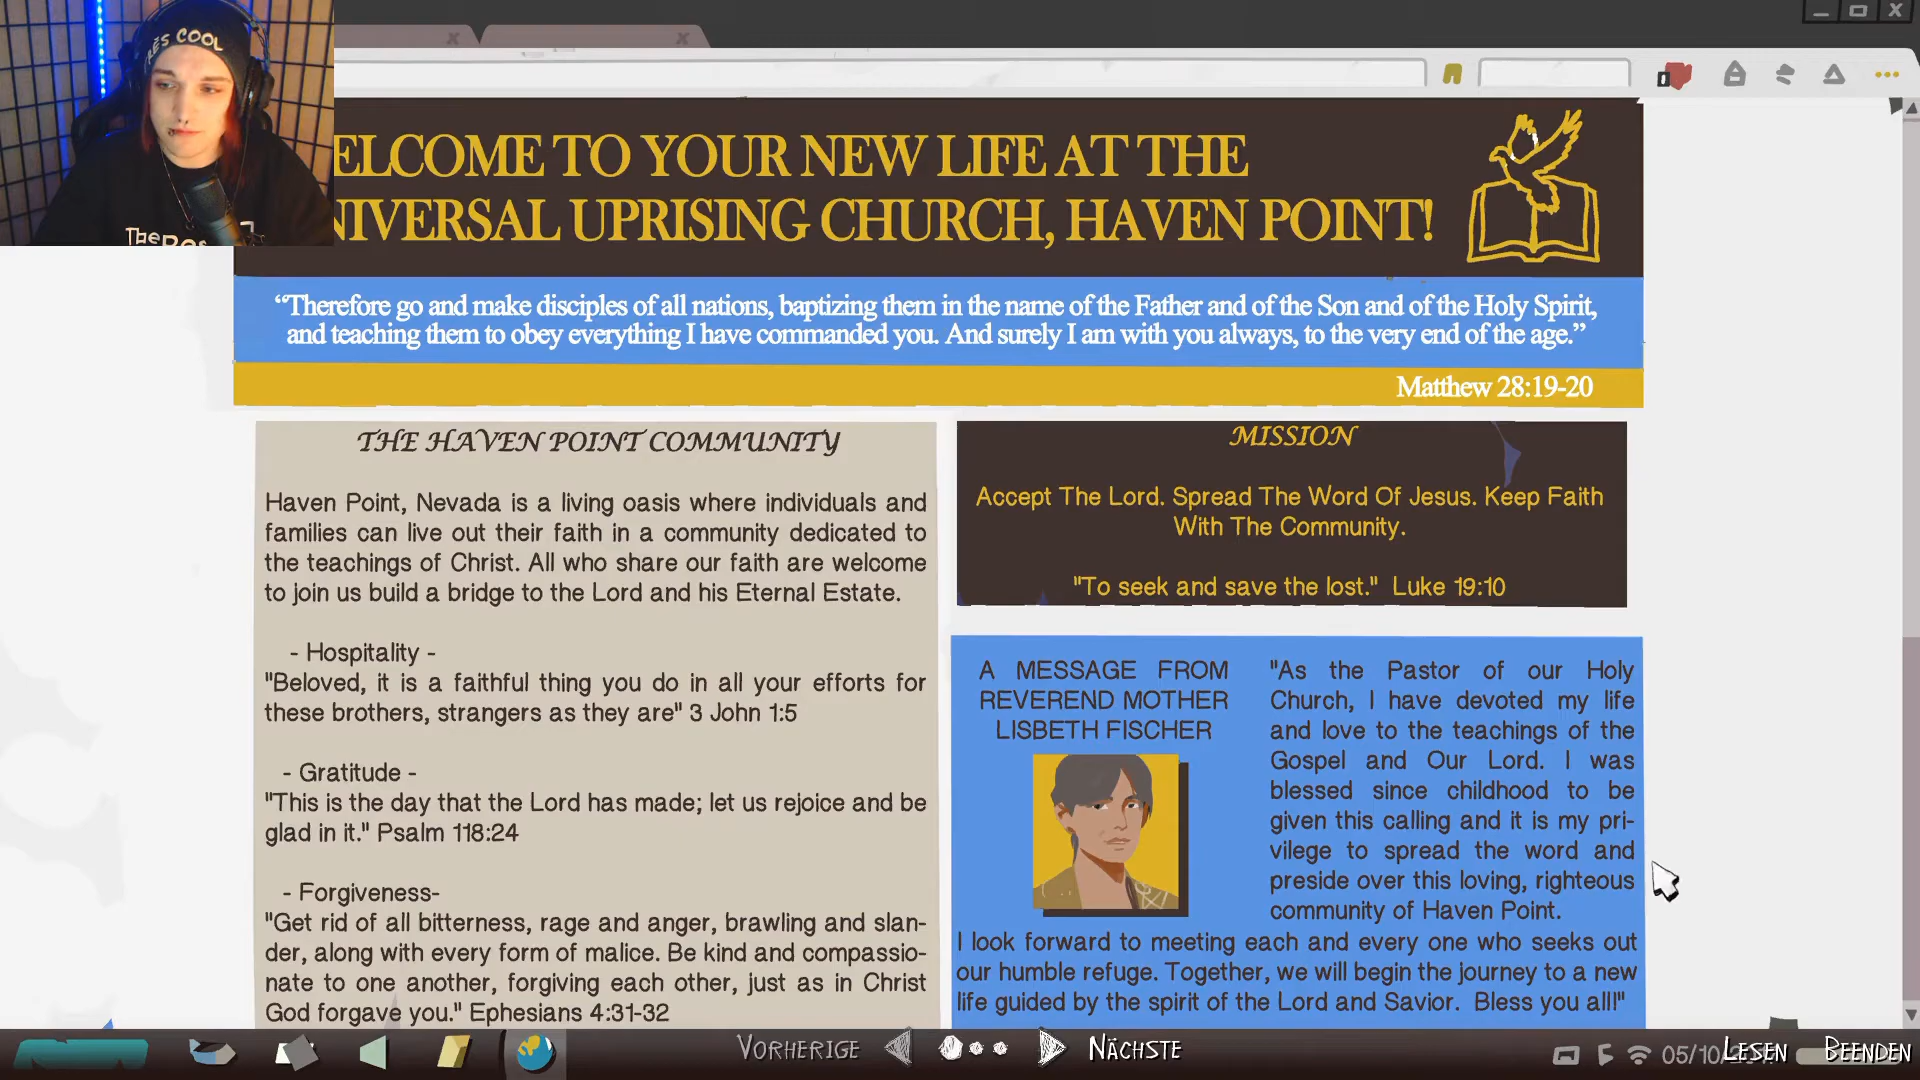 RÉS COOL
ELCOME TO YOUR NEW LIFE AT THE
NIVERSAL UPRISING CHURCH, HAVEN POINT!
“Therefore go and make disciples of all nations, baptizing them in the name of the Father and of the Son and of the Holy Spirit,
and teaching them to obey everything I have commanded you. And surely I am with you always, to the very end of the age.”
Matthew 28:19-20
THE HAVEN POINT COMMUNITY
Haven Point, Nevada is a living oasis where individuals and
families can live out their faith in a community dedicated to
the teachings of Christ. All who share our faith are welcome
to join us build a bridge to the Lord and his Eternal Estate.
- Hospitality -
"Beloved, it is a faithful thing you do in all your efforts for
these brothers, strangers as they are" 3 John 1:5
- Gratitude -
"This is the day that the Lord has made; let us rejoice and be
glad in it." Psalm 118:24
- Forgiveness-
"Get rid of all bitterness, rage and anger, brawling and slan-
der, along with every form of malice. Be kind and compassio-
nate to one another, forgiving each other, just as in Christ
God forgave you." Ephesians 4:31-32
MISSION
Accept The Lord. Spread The Word Of Jesus. Keep Faith
With The Community.
"To seek and save the lost." Luke 19:10
A MESSAGE FROM
REVEREND MOTHER
LISBETH FISCHER
"As the Pastor of our Holy
Church, I have devoted my life
and love to the teachings of the
Gospel and Our Lord. I was
blessed since childhood to be
given this calling and it is my pri-
vilege to spread the word and
preside over this loving, righteous
community of Haven Point.
I look forward to meeting each and every one who seeks out
our humble refuge. Together, we will begin the journey to a new
life guided by the spirit of the Lord and Savior. Bless you all!"
VORHERIGE
NÄCHSTE
05/10/
LESEN
BEENDEN